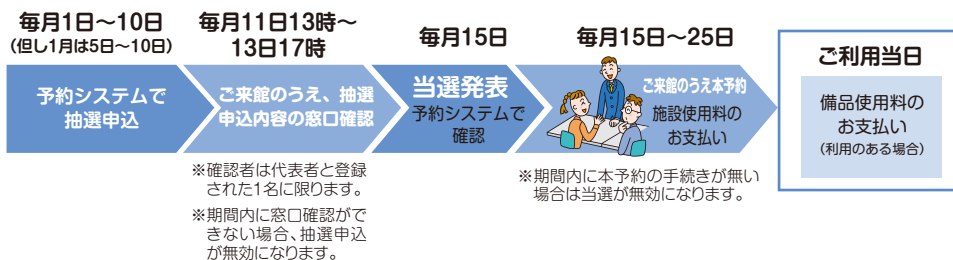 毎月1日〜10日
(但し1月は5日〜10日)
予約システムで
抽選申込
毎月11日13時〜
13日17時
ご来館のうえ、抽選
申込内容の窓口確認
※確認者は代表者と登録
された1名に限ります。
※期間内に窓口確認がで
きない場合、抽選申込
が無効になります。
毎月15日
当選発表
予約システムで
確認
毎月15日〜25日
ご来館のうえ本予約
施設使用料の
お支払い
※期間内に本予約の手続きが無い
場合は当選が無効になります。
ご利用当日
備品使用料の
お支払い
(利用のある場合)